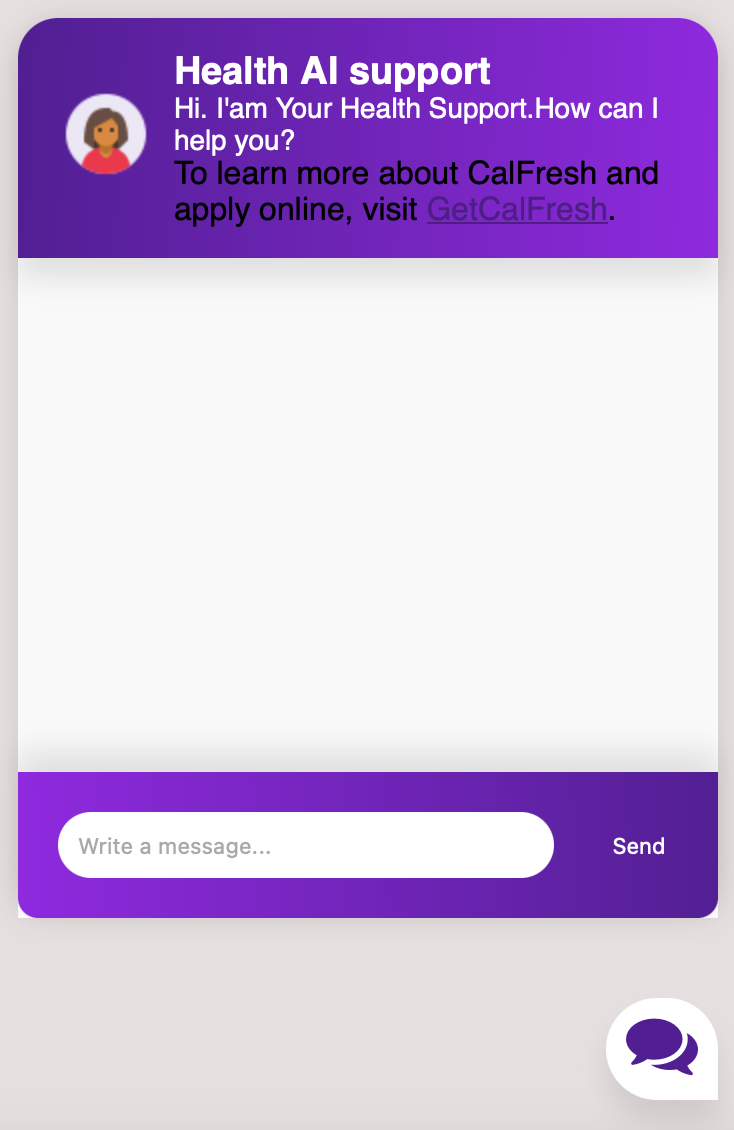 Health AI support
Hi. I'am Your Health Support.How can I
help you?
To learn more about CalFresh and
apply online, visit GetCalFresh.
Write a message...
Send